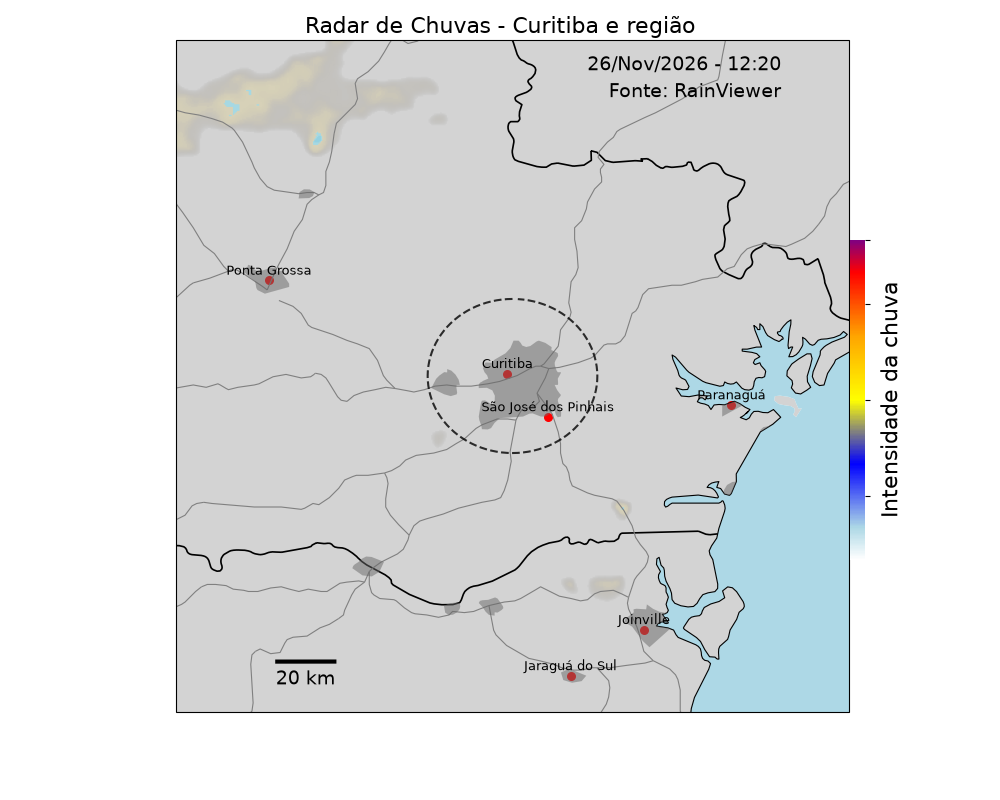 Radar de Chuvas - Curitiba e região
26/Nov/2026 - 12:20
Fonte: RainViewer
Ponta Grossa
Curitiba
Paranaguá
São José dos Pinhais
Intensidade da chuva
Joinville
Jaraguá do Sul
20 km